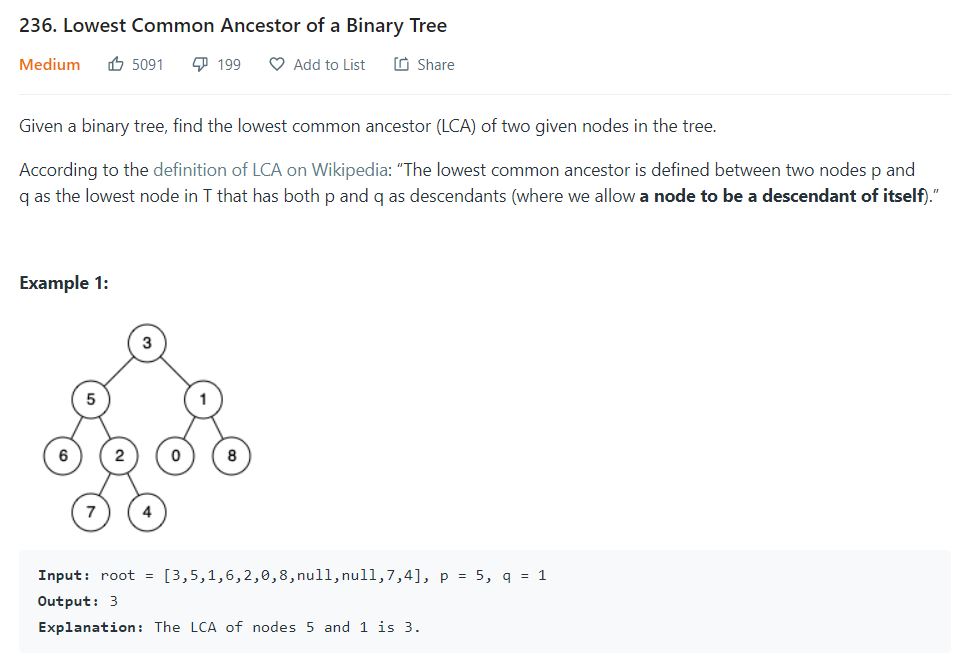 236. Lowest Common Ancestor of a Binary Tree
Medium 5091 199 Add to List Share
Given a binary tree, find the lowest common ancestor (LCA) of two given nodes in the tree.
According to the definition of LCA on Wikipedia: “The lowest common ancestor is defined between two nodes p and
q as the lowest node in T that has both p and q as descendants (where we allow a node to be a descendant of itself).”
Example 1:
3
5 1
6 2 0 8
7 4
Input: root = [3,5,1,6,2,0,8,null,null,7,4], p = 5, q = 1
Output: 3
Explanation: The LCA of nodes 5 and 1 is 3.